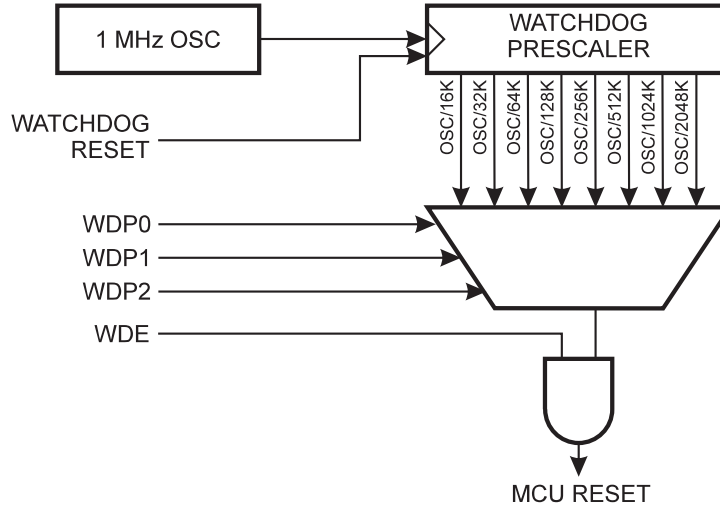 1 MHz OSC
WATCHDOG
PRESCALER
WATCHDOG
RESET
OSC/16K
OSC/32K
OSC/64K
OSC/128K
OSC/256K
OSC/512K
OSC/1024K
OSC/2048K
WDP0
WDP1
WDP2
WDE
MCU RESET